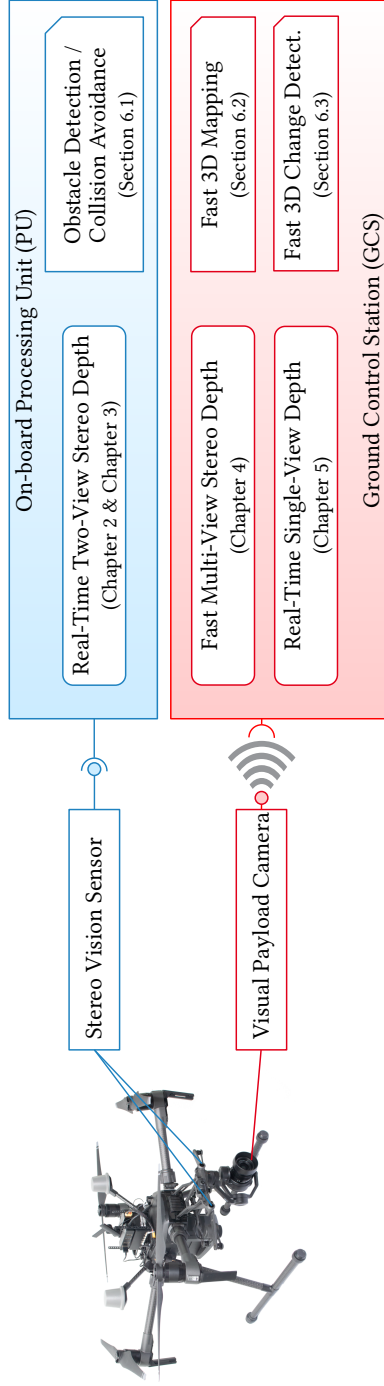 Stereo Vision Sensor
Visual Payload Camera
On-board Processing Unit (PU)
Real-Time Two-View Stereo Depth
(Chapter 2 & Chapter 3)
Obstacle Detection /
Collision Avoidance
(Section 6.1)
Fast Multi-View Stereo Depth
(Chapter 4)
Fast 3D Mapping
(Section 6.2)
Real-Time Single-View Depth
(Chapter 5)
Fast 3D Change Detect.
(Section 6.3)
Ground Control Station (GCS)